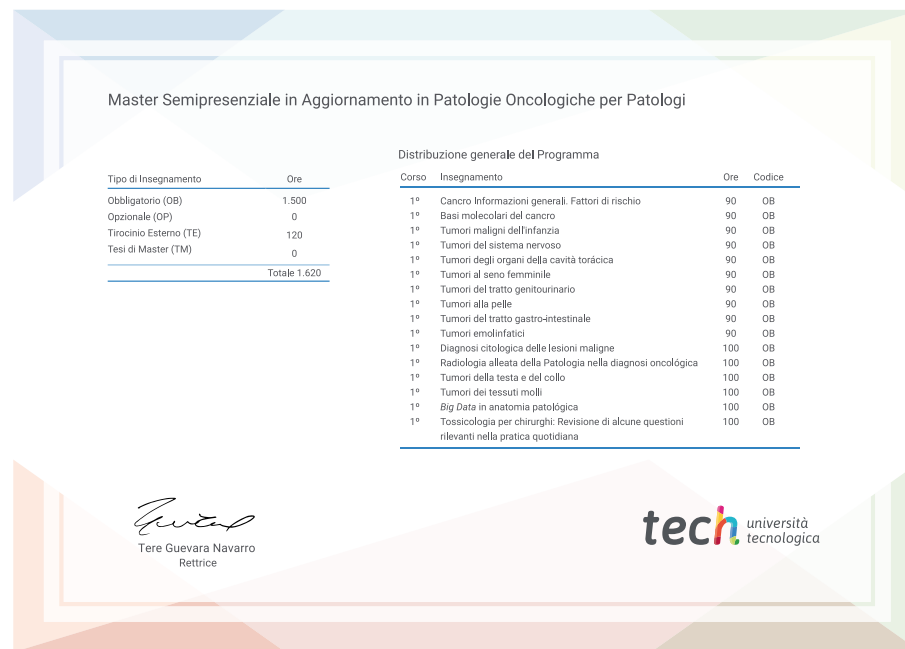 Master Semipresenziale in Aggiornamento in Patologie Oncologiche per Patologi
Tipo di Insegnamento Ore
Obbligatorio (OB) 1.500
Opzionale (OP) 0
Tirocinio Esterno (TE) 120
Tesi di Master (TM) 0
Totale 1.620
Distribuzione generale del Programma
Corso Insegnamento Ore Codice
1º Cancro Informazioni generali. Fattori di rischio 90 OB
1º Basi molecolari del cancro 90 OB
1º Tumori maligni dell'infanzia 90 OB
1º Tumori del sistema nervoso 90 OB
1º Tumori degli organi della cavità torácica 90 OB
1º Tumori al seno femminile 90 OB
1º Tumori del tratto genitourinario 90 OB
1º Tumori alla pelle 90 OB
1º Tumori del tratto gastro-intestinale 90 OB
1º Tumori emolinfatici 90 OB
1º Diagnosi citologica delle lesioni maligne 100 OB
1º Radiologia alleata della Patologia nella diagnosi oncológica 100 OB
1º Tumori della testa e del collo 100 OB
1º Tumori dei tessuti molli 100 OB
1º Big Data in anatomia patológica 100 OB
1º Tossicologia per chirurghi: Revisione di alcune questioni 100 OB
rilevanti nella pratica quotidiana
Tere Guevara Navarro
Rettrice
tech università
tecnologica